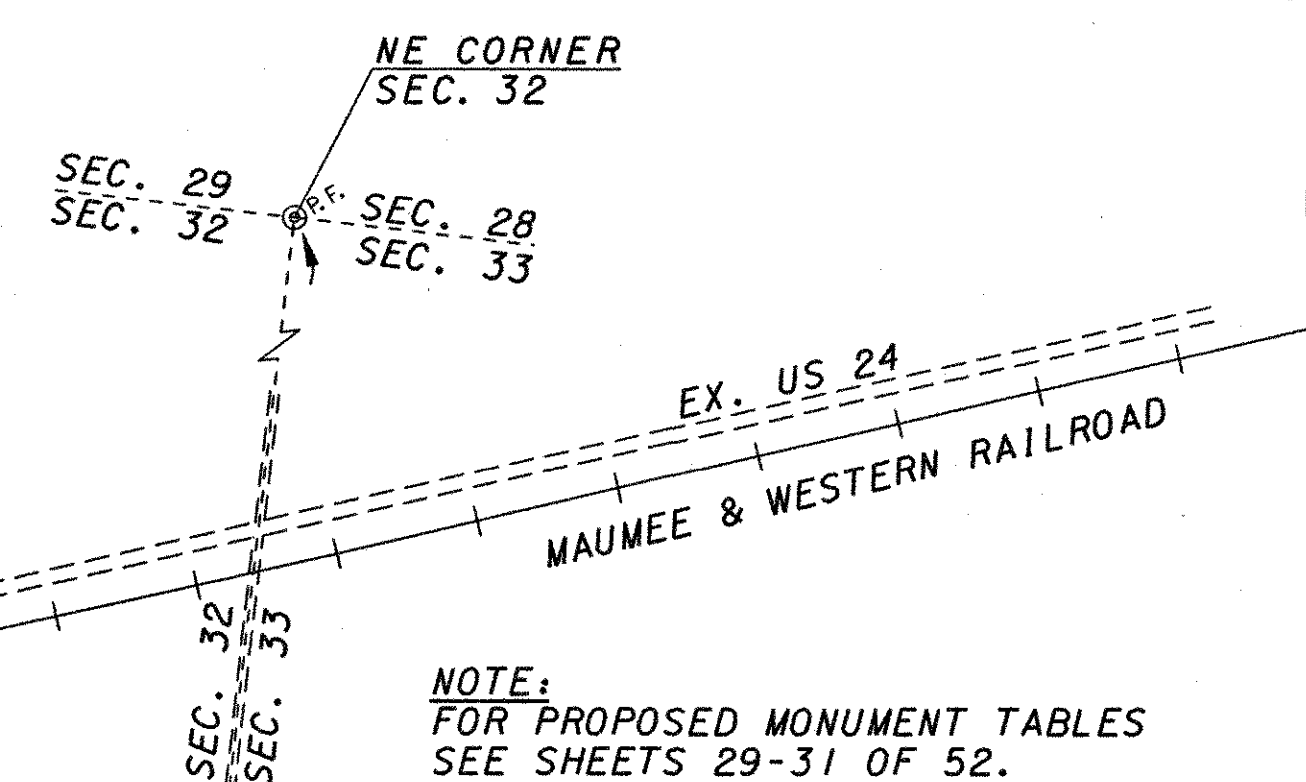 NE CORNER
SEC. 32
SEC. 29
SEC. 32
P.F.
SEC. 28
SEC. 33
EX. US 24
MAUMEE & WESTERN RAILROAD
SEC. 32
SEC. 33
NOTE:
FOR PROPOSED MONUMENT TABLES
SEE SHEETS 29-31 OF 52.